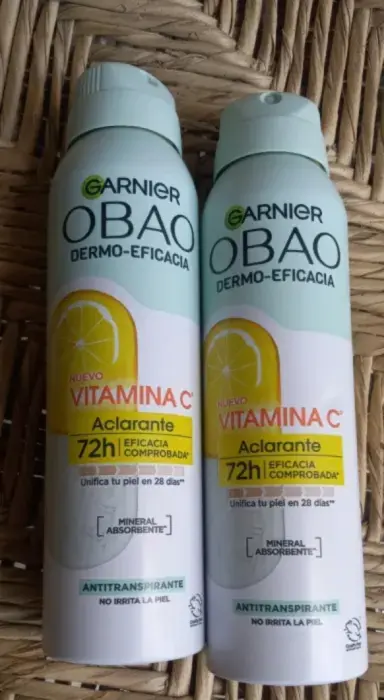 GARNIER
OBAO
DERMO-EFICACIA
NUEVO
VITAMINA C*
Aclarante
72h EFICACIA
COMPROBADA*
Unifica tu piel en 28 días**
MINERAL
ABSORBENTE
ANTITRANSPIRANTE
NO IRRITA LA PIEL
GARNIER
OBAO
DERMO-EFICACIA
NUEVO
VITAMINA C*
Aclarante
72h EFICACIA
COMPROBADA*
Unifica tu piel en 28 días**
MINERAL
ABSORBENTE
ANTITRANSPIRANTE
NO IRRITA LA PIEL